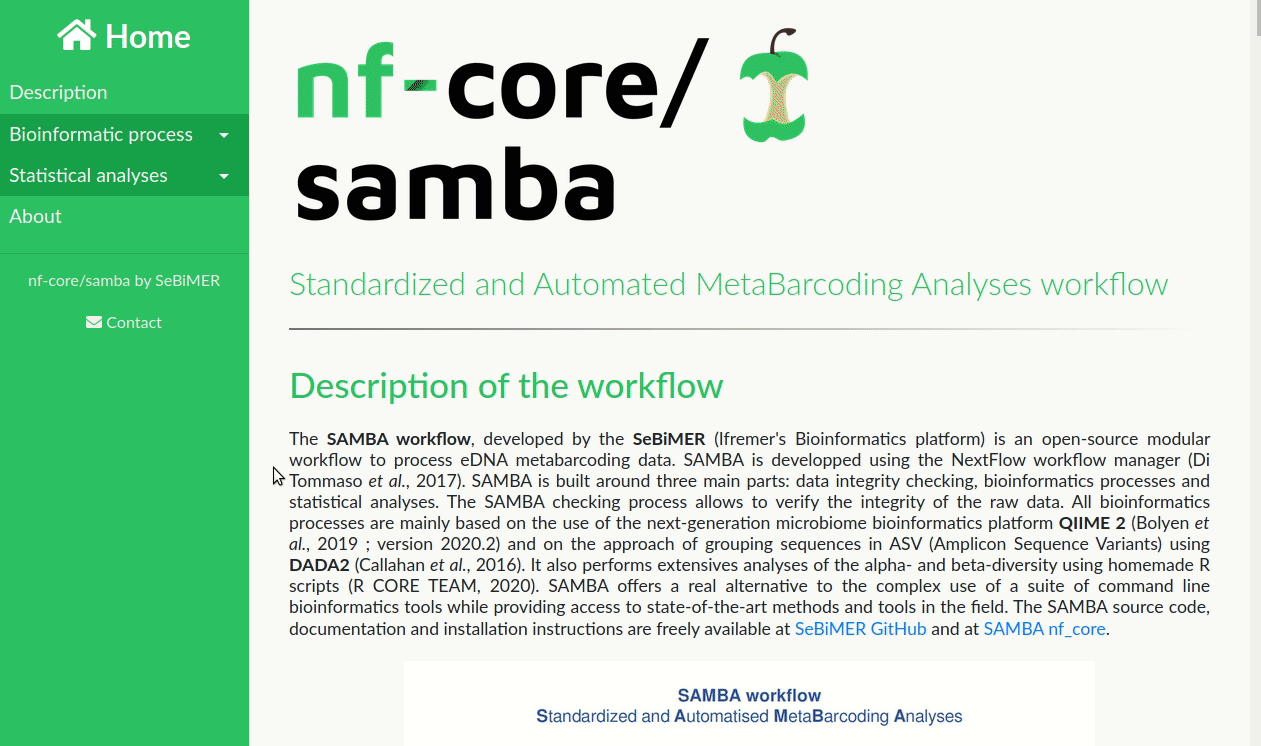 Home
Description
Bioinformatic process
Statistical analyses
About
nf-core/samba by SeBiMER
Contact
nf-core/
samba
Standardized and Automated MetaBarcoding Analyses workflow
Description of the workflow
The SAMBA workflow, developed by the SeBiMER (Ifremer's Bioinformatics platform) is an open-source modular
workflow to process eDNA metabarcoding data. SAMBA is developped using the NextFlow workflow manager (Di
Tommaso et al., 2017). SAMBA is built around three main parts: data integrity checking, bioinformatics processes and
statistical analyses. The SAMBA checking process allows to verify the integrity of the raw data. All bioinformatics
processes are mainly based on the use of the next-generation microbiome bioinformatics platform QIIME 2 (Bolyen et
al., 2019 ; version 2020.2) and on the approach of grouping sequences in ASV (Amplicon Sequence Variants) using
DADA2 (Callahan et al., 2016). It also performs extensives analyses of the alpha- and beta-diversity using homemade R
scripts (R CORE TEAM, 2020). SAMBA offers a real alternative to the complex use of a suite of command line
bioinformatics tools while providing access to state-of-the-art methods and tools in the field. The SAMBA source code,
documentation and installation instructions are freely available at SeBiMER GitHub and at SAMBA nf_core.
SAMBA workflow
Standardized and Automatised MetaBarcoding Analyses